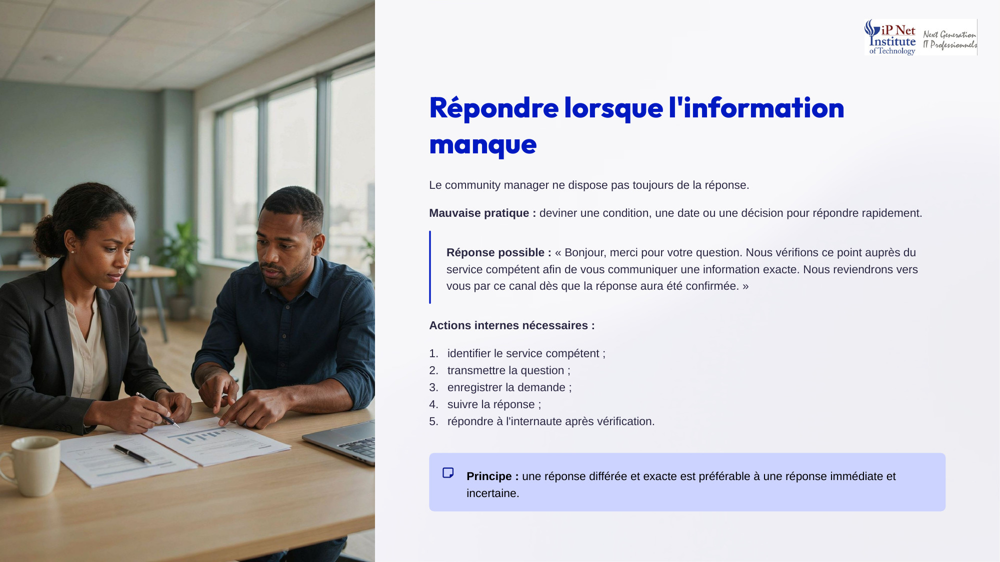 iP Net
Institute
of Technology
Next Generation
IT Professionnels
Répondre lorsque l'information
manque
Le community manager ne dispose pas toujours de la réponse.
Mauvaise pratique : deviner une condition, une date ou une décision pour répondre rapidement.
Réponse possible : « Bonjour, merci pour votre question. Nous vérifions ce point auprès du
service compétent afin de vous communiquer une information exacte. Nous reviendrons vers
vous par ce canal dès que la réponse aura été confirmée. »
Actions internes nécessaires :
1. identifier le service compétent ;
2. transmettre la question ;
3. enregistrer la demande ;
4. suivre la réponse ;
5. répondre à l'internaute après vérification.
Principe : une réponse différée et exacte est préférable à une réponse immédiate et
incertaine.